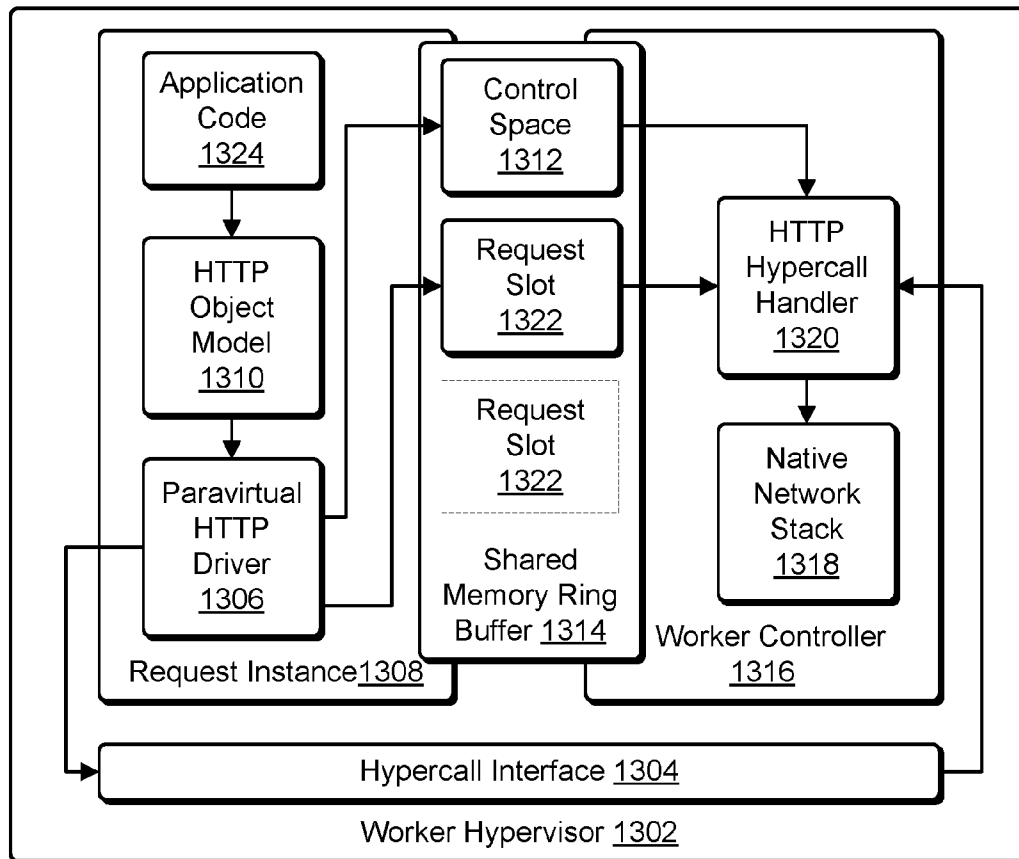 Application
Code
1324
HTTP
Object
Model
1310
Paravirtual
HTTP
Driver
1306
Request Instance1308
Control
Space
1312
Request
Slot
1322
Request
Slot
1322
Shared
Memory Ring
Buffer 1314
HTTP
Hypercall
Handler
1320
Native
Network
Stack
1318
Worker Controller
1316
Hypercall Interface 1304
Worker Hypervisor 1302